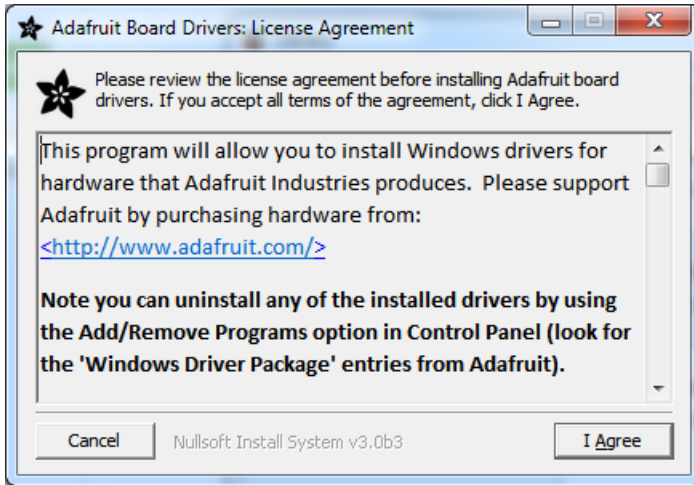 Adafruit Board Drivers: License Agreement
Please review the license agreement before installing Adafruit board
drivers. If you accept all terms of the agreement, click I Agree.
This program will allow you to install Windows drivers for
hardware that Adafruit Industries produces.  Please support
Adafruit by purchasing hardware from:
<http://www.adafruit.com/>
Note you can uninstall any of the installed drivers by using
the Add/Remove Programs option in Control Panel (look for
the 'Windows Driver Package' entries from Adafruit).
Cancel
Nullsoft Install System v3.0b3
I Agree